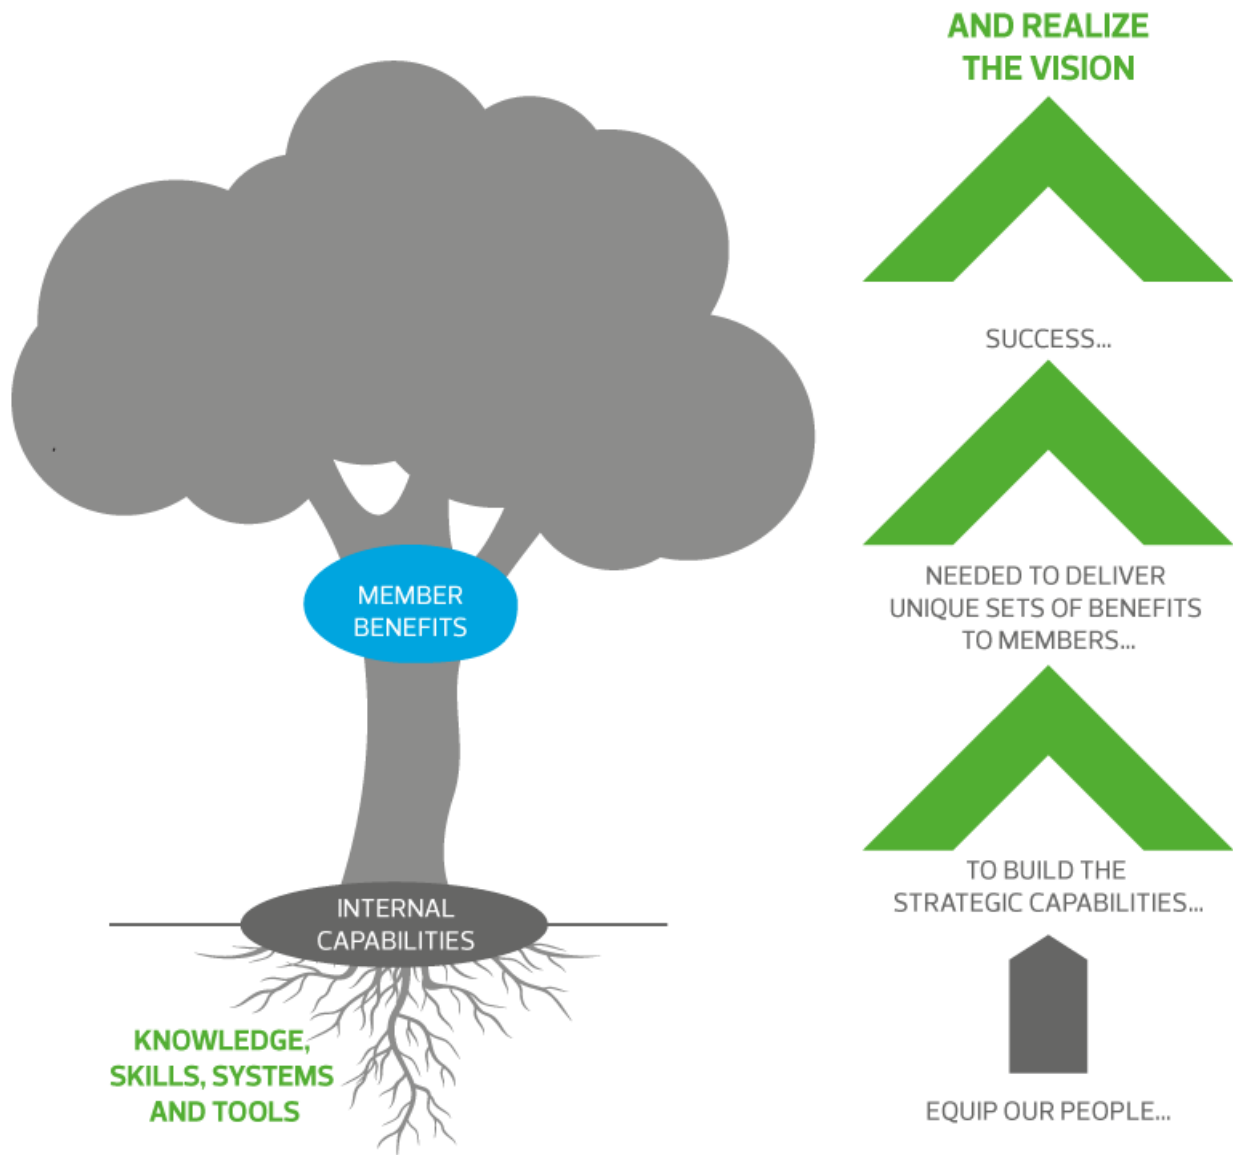 AND REALIZE
THE VISION
SUCCESS...
NEEDED TO DELIVER
UNIQUE SETS OF BENEFITS
TO MEMBERS...
TO BUILD THE
STRATEGIC CAPABILITIES...
EQUIP OUR PEOPLE...
MEMBER
BENEFITS
INTERNAL
CAPABILITIES
KNOWLEDGE,
SKILLS, SYSTEMS
AND TOOLS